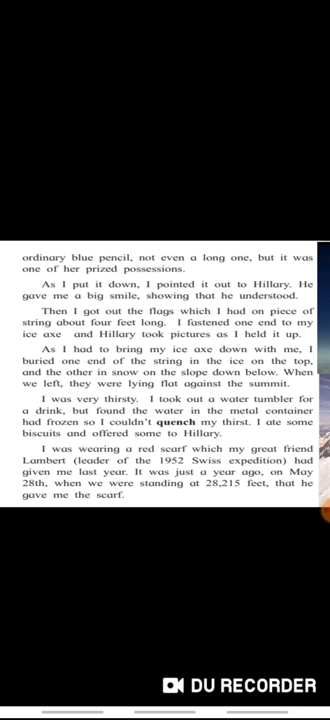 ordinary blue pencil, not even a long one, but it was
one of her prized possessions.
As I put it down, I pointed it out to Hillary. He
gave me a big smile, showing that he understood.
Then I got out the flags which I had on piece of
string about four feet long. I fastened one end to my
ice axe and Hillary took pictures as I held it up.
As I had to bring my ice axe down with me, I
buried one end of the string in the ice on the top,
and the other in snow on the slope down below. When
we left, they were lying flat against the summit.
I was very thirsty. I took out a water tumbler for
a drink, but found the water in the metal container
had frozen so I couldn't quench my thirst. I ate some
biscuits and offered some to Hillary.
I was wearing a red scarf which my great friend
Lambert (leader of the 1952 Swiss expedition) had
given me last year. It was just a year ago, on May
28th, when we were standing at 28,215 feet, that he
gave me the scarf.
DU RECORDER